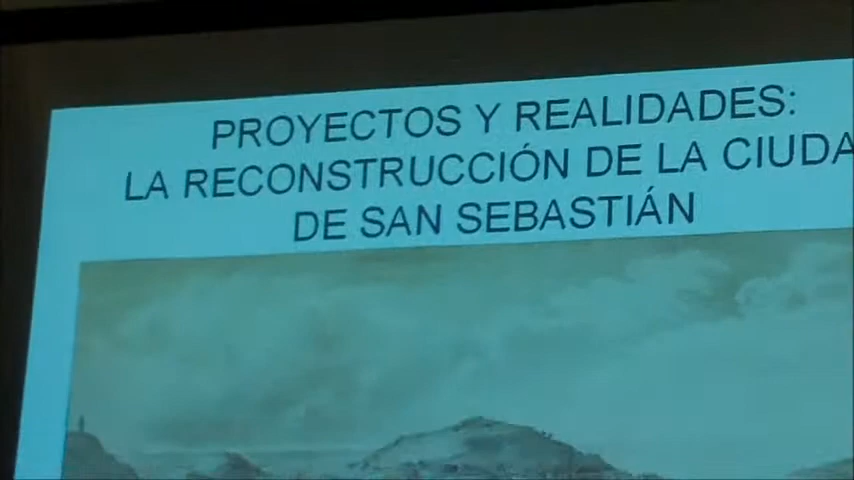 PROYECTOS Y REALIDADES:
LA RECONSTRUCCIÓN DE LA CIUDA
DE SAN SEBASTIÁN